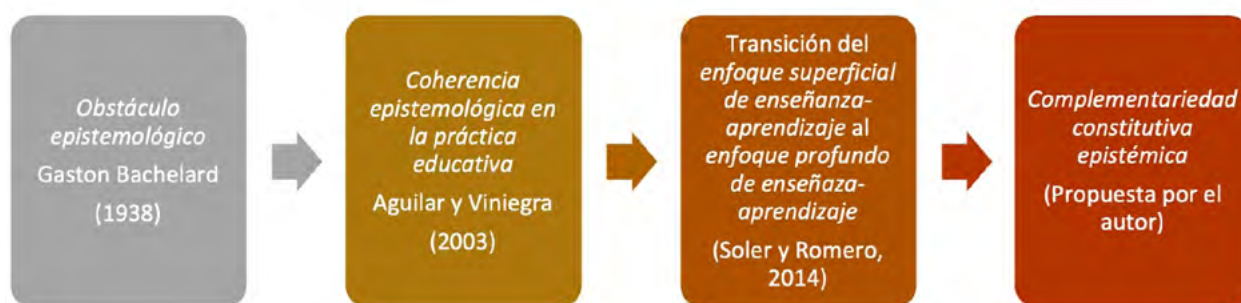 Obstáculo
epistemológico
Gaston Bachelard
(1938)
Coherencia
epistemológica en
la práctica
educativa
Aguilar y Viniegra
(2003)
Transición del
enfoque superficial
de enseñanza-
aprendizaje al
enfoque profundo
de enseñaza-
aprendizaje
(Soler y Romero,
2014)
Complementariedad
constitutiva
epistémica
(Propuesta por el
autor)